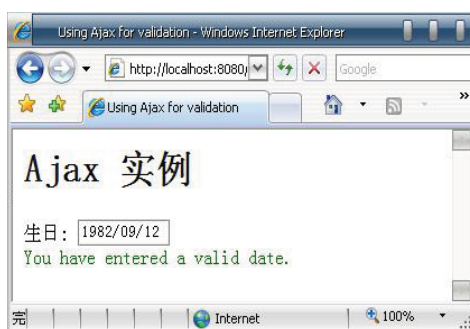 Using Ajax for validation - Windows Internet Explorer
http://localhost:8080/
Google
Using Ajax for validation
»
Ajax 实例
生日: 1982/09/12
You have entered a valid date.
完
Internet
100%